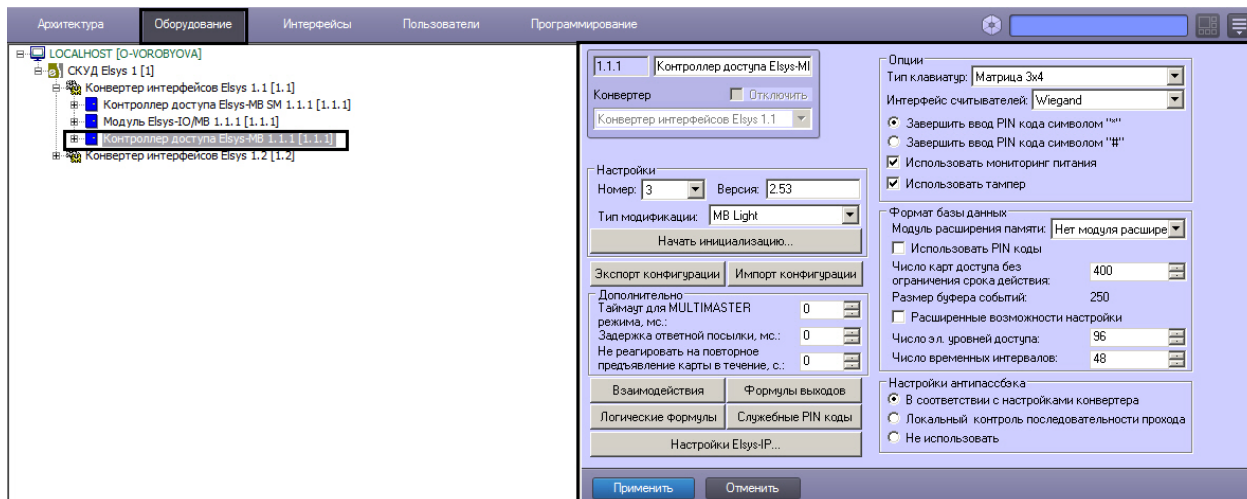 Архитектура Оборудование Интерфейсы Пользователи Программирование
LOCALHOST [O-VOROBYOVA]
СКУД Elsys 1 [1]
Конвертер интерфейсов Elsys 1.1 [1.1]
Контроллер доступа Elsys-MB SM 1.1.1 [1.1.1]
Модуль Elsys-IO/MB 1.1.1 [1.1.1]
Контроллер доступа Elsys-MB 1.1.1 [1.1.1]
Конвертер интерфейсов Elsys 1.2 [1.2]
1.1.1 Контроллер доступа Elsys-MI
Конвертер Отключить
Конвертер интерфейсов Elsys 1.1
Настройки
Номер: 3 Версия: 2.53
Тип модификации: MB Light
Начать инициализацию...
Экспорт конфигурации Импорт конфигурации
Дополнительно
Таймаут для MULTIMASTER
режима, мс.: 0
Задержка ответной посылки, мс.: 0
Не реагировать на повторное
предъявление карты в течение, с.: 0
Взаимодействия Формулы выходов
Логические формулы Служебные PIN коды
Настройки Elsys-IP...
Опции
Тип клавиатур: Матрица 3x4
Интерфейс считывателей: Wiegand
Завершить ввод PIN кода символом "*"
Завершить ввод PIN кода символом "#"
Использовать мониторинг питания
Использовать тампер
Формат базы данных
Модуль расширения памяти: Нет модуля расшире
Использовать PIN коды
Число карт доступа без
ограничения срока действия: 400
Размер буфера событий: 250
Расширенные возможности настройки
Число эл. уровней доступа: 96
Число временных интервалов: 48
Настройки антипассбэка
В соответствии с настройками конвертера
Локальный контроль последовательности прохода
Не использовать
Применить Отменить